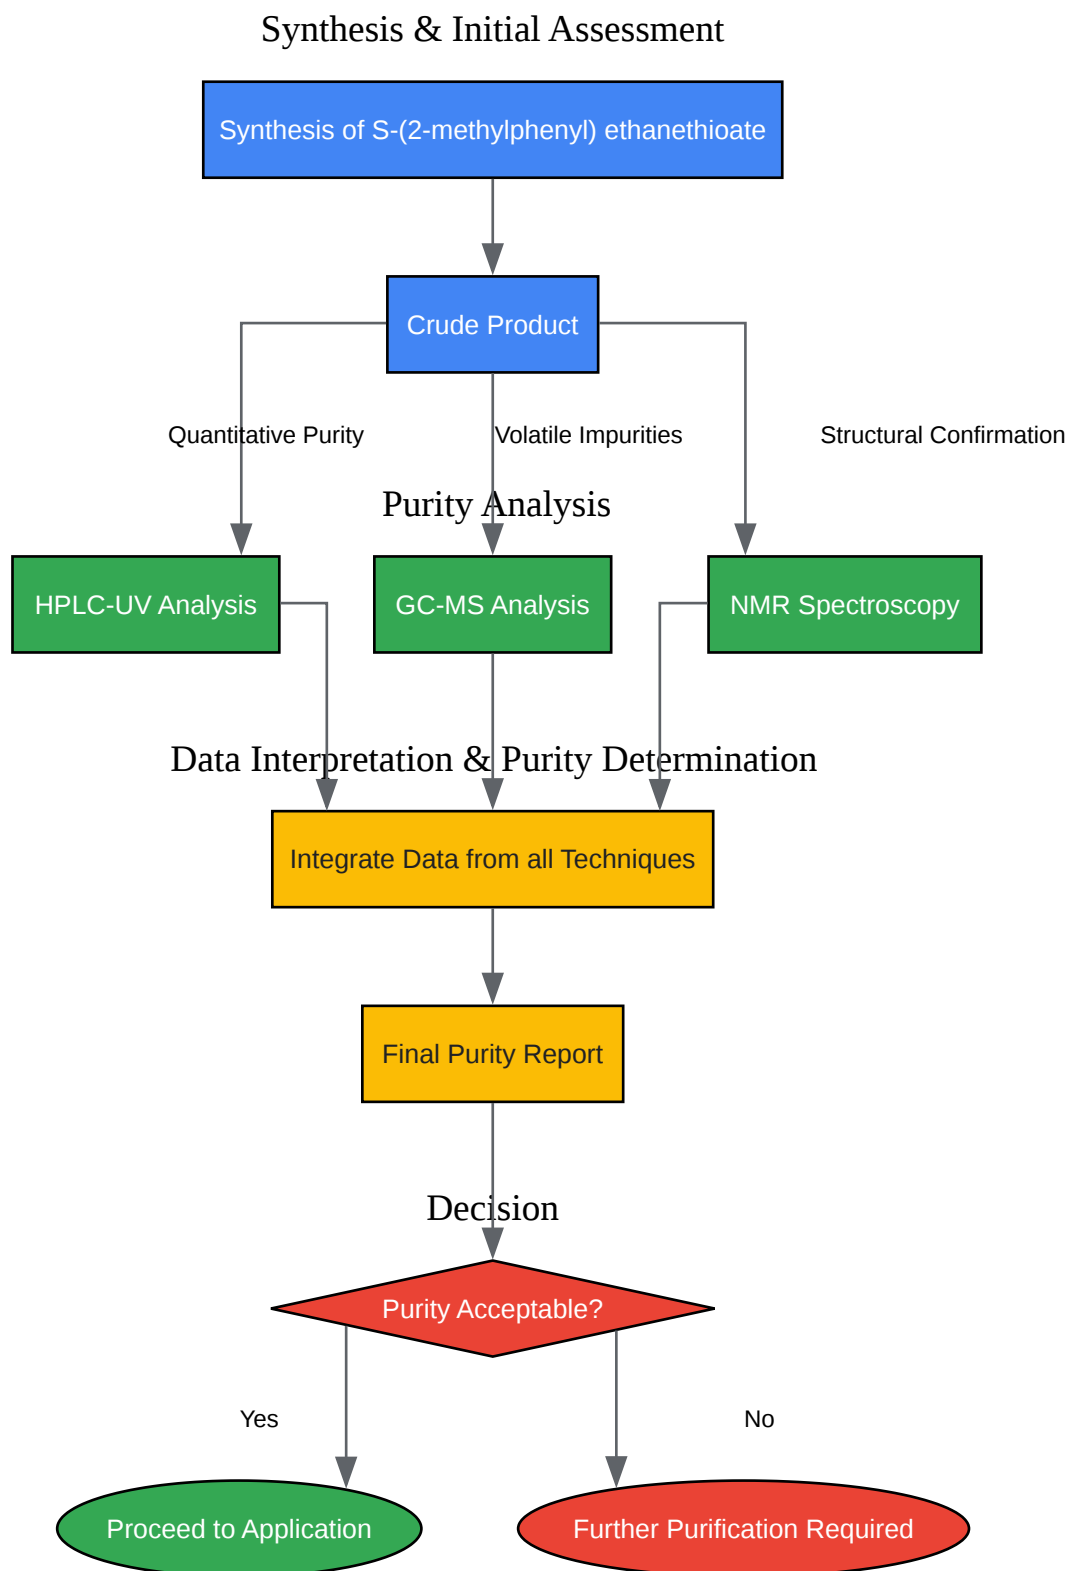 Synthesis & Initial Assessment
Synthesis of S-(2-methylphenyl) ethanethioate
Crude Product
Quantitative Purity
Volatile Impurities
Structural Confirmation
Purity Analysis
HPLC-UV Analysis
GC-MS Analysis
NMR Spectroscopy
Data Interpretation & Purity Determination
Integrate Data from all Techniques
Final Purity Report
Decision
Purity Acceptable?
Yes
No
Proceed to Application
Further Purification Required